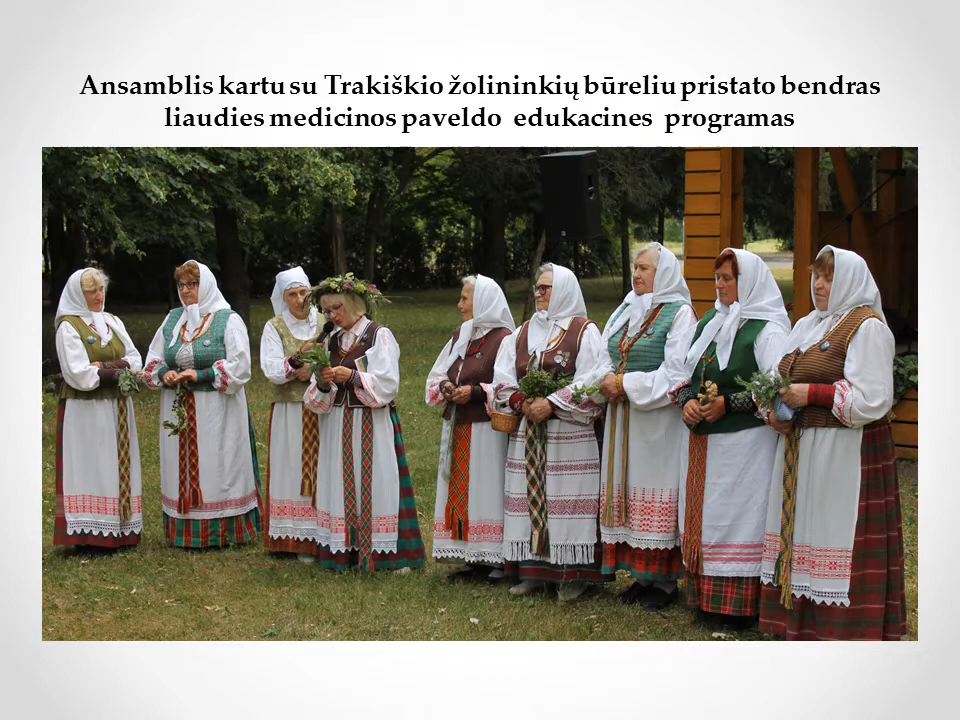 Ansamblis kartu su Trakiškio žolininkių būreliu pristato bendras
liaudies medicinos paveldo edukacines programas